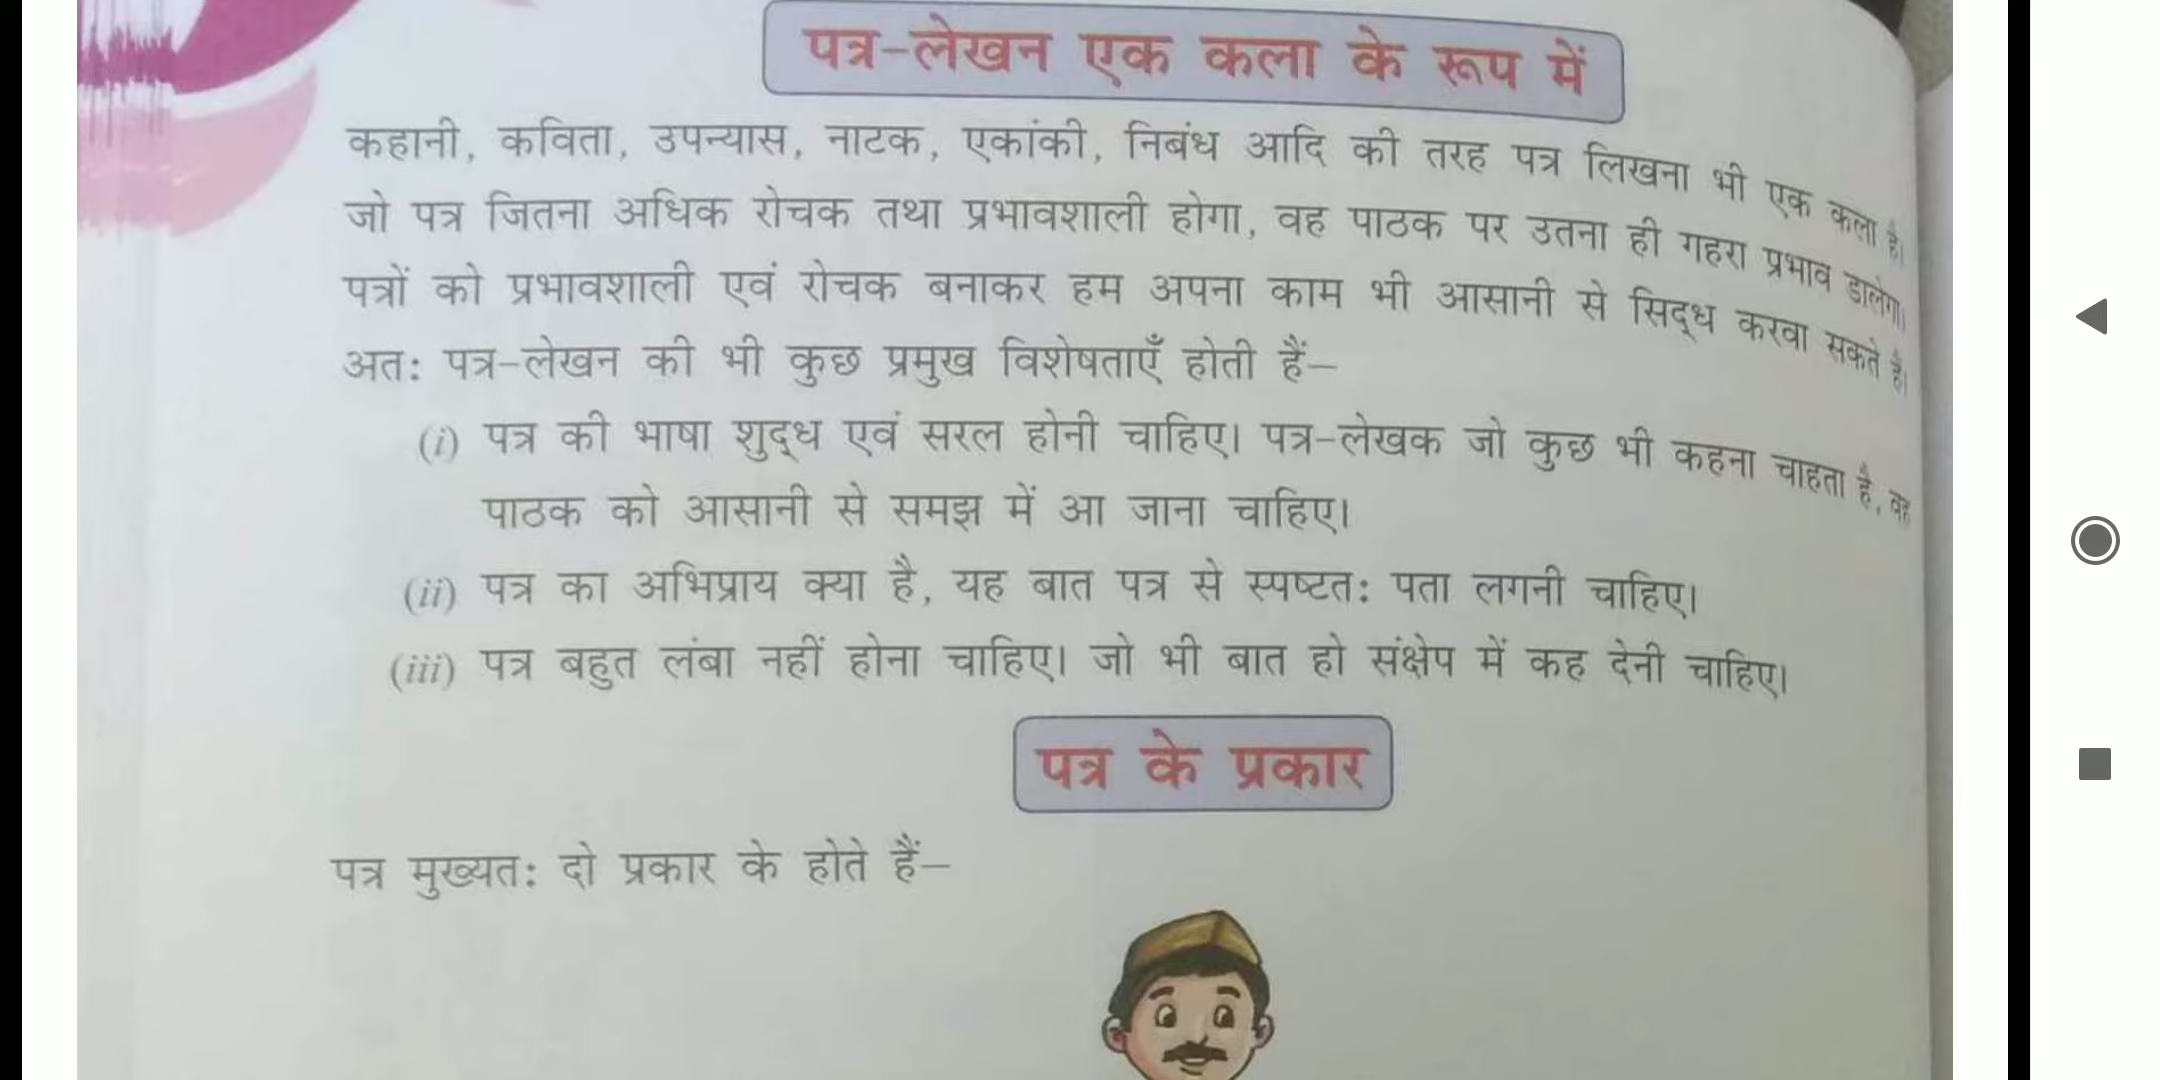 पत्र-लेखन एक कला के रूप में
कहानी, कविता, उपन्यास, नाटक, एकांकी, निबंध आदि की तरह पत्र लिखना भी एक कला है।
जो पत्र जितना अधिक रोचक तथा प्रभावशाली होगा, वह पाठक पर उतना ही गहरा प्रभाव डालेगा।
पत्रों को प्रभावशाली एवं रोचक बनाकर हम अपना काम भी आसानी से सिद्ध करवा सकते हैं।
अतः पत्र-लेखन की भी कुछ प्रमुख विशेषताएँ होती हैं–
(i) पत्र की भाषा शुद्ध एवं सरल होनी चाहिए। पत्र-लेखक जो कुछ भी कहना चाहता है, वह
पाठक को आसानी से समझ में आ जाना चाहिए।
(ii) पत्र का अभिप्राय क्या है, यह बात पत्र से स्पष्टतः पता लगनी चाहिए।
(iii) पत्र बहुत लंबा नहीं होना चाहिए। जो भी बात हो संक्षेप में कह देनी चाहिए।
पत्र के प्रकार
पत्र मुख्यतः दो प्रकार के होते हैं–